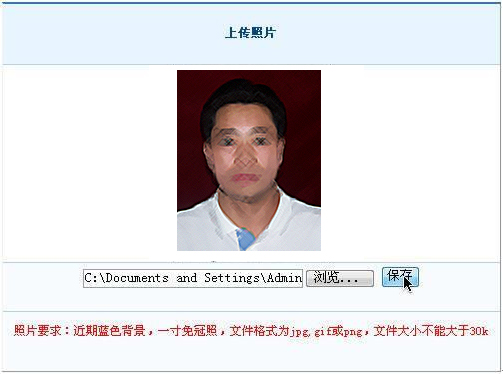 上传照片
C:\Documents and Settings\Admin 浏览... 保存
照片要求：近期蓝色背景，一寸免冠照，文件格式为jpg,gif或png，文件大小不能大于30k